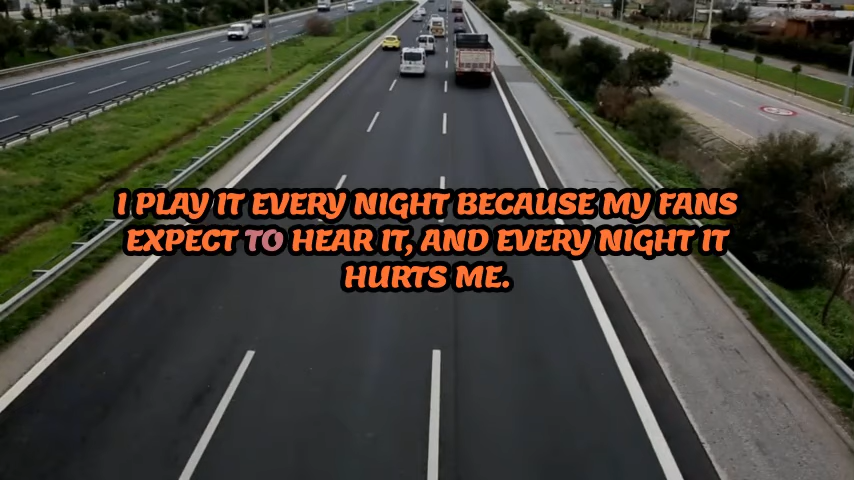 I PLAY IT EVERY NIGHT BECAUSE MY FANS
EXPECT TO HEAR IT, AND EVERY NIGHT IT
HURTS ME.